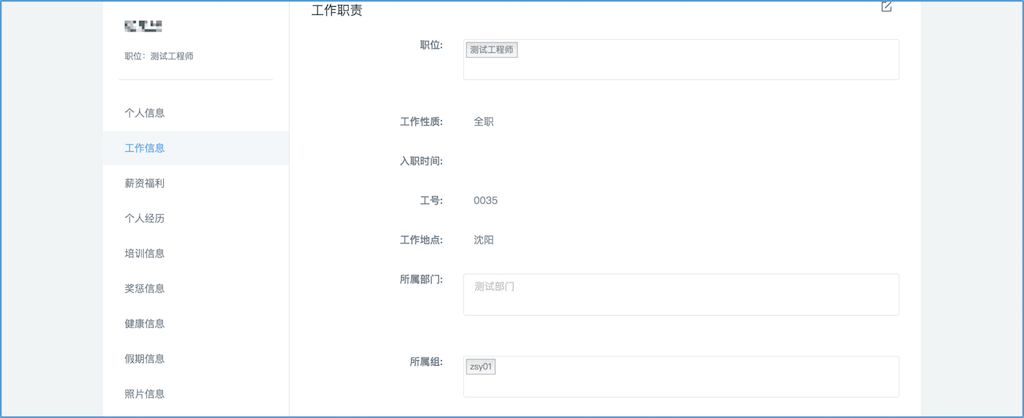 职位：测试工程师
个人信息
工作信息
薪资福利
个人经历
培训信息
奖惩信息
健康信息
假期信息
照片信息
工作职责
职位:
测试工程师
工作性质:
全职
入职时间:
工号:
0035
工作地点:
沈阳
所属部门:
测试部门
所属组:
zsy01